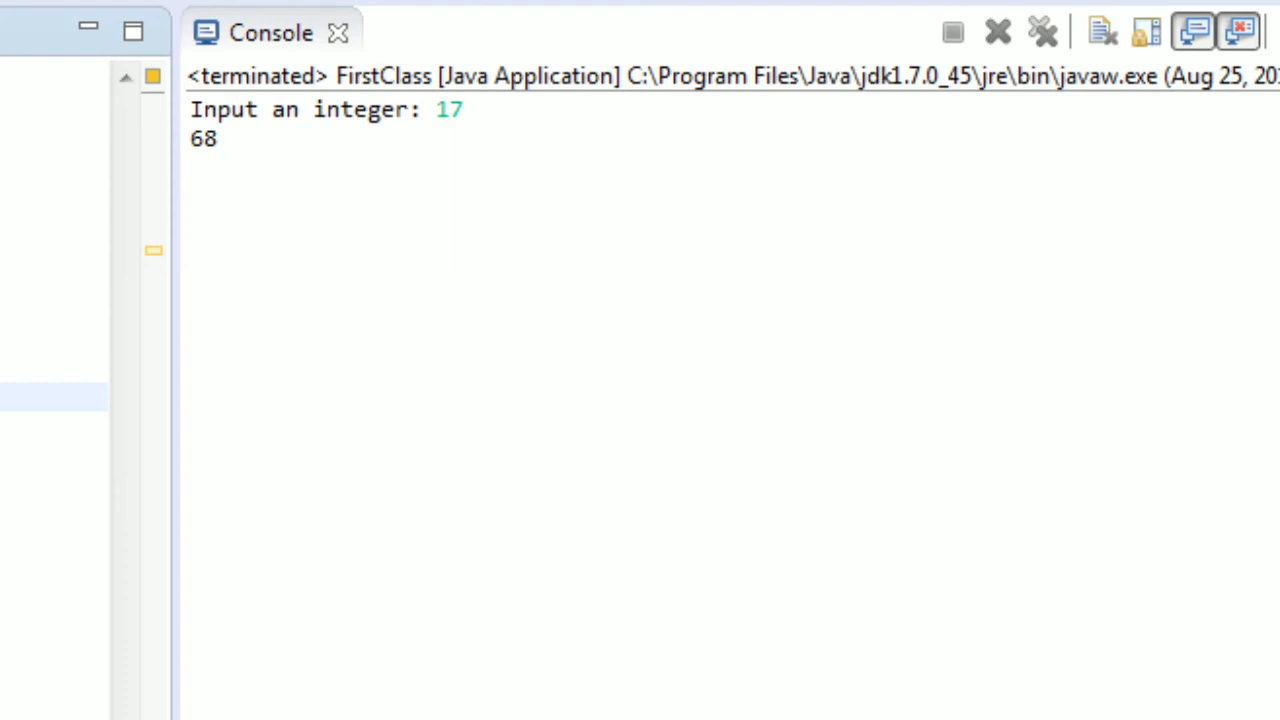 Console
<terminated> FirstClass [Java Application] C:\Program Files\Java\jdk1.7.0_45\jre\bin\javaw.exe (Aug 25,
Input an integer: 17
68